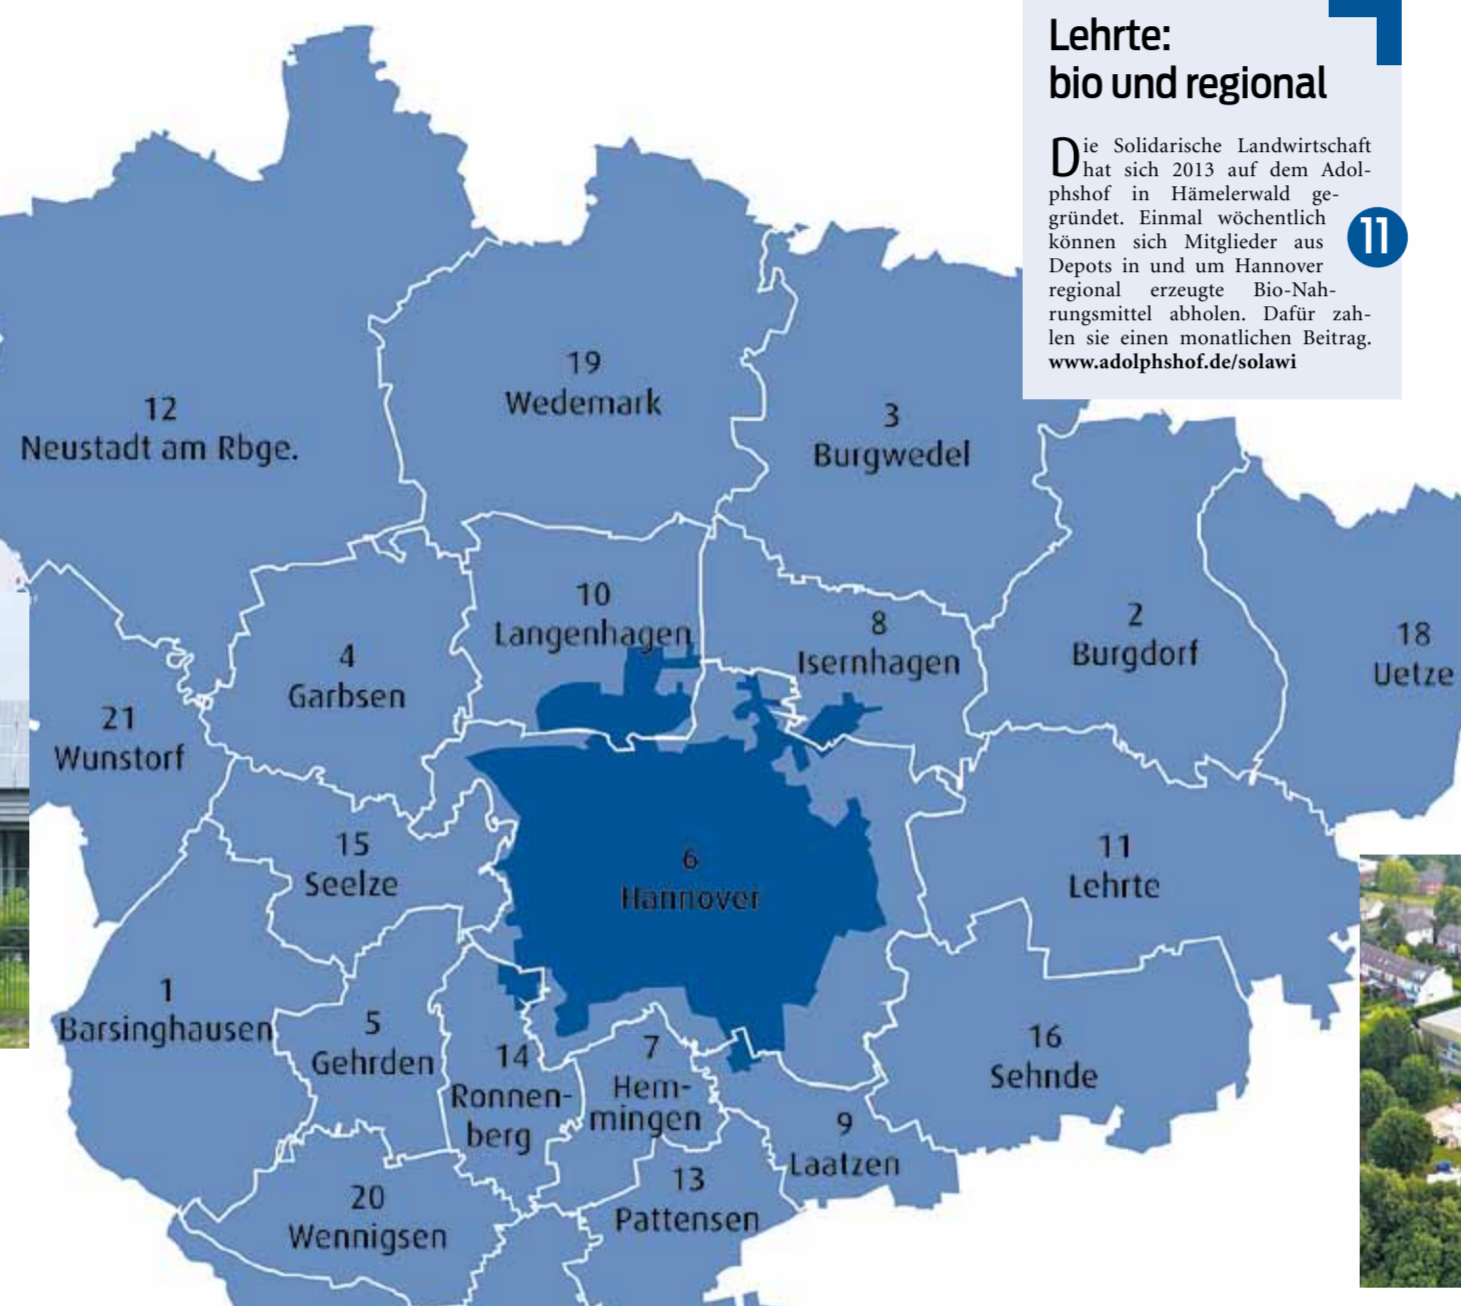 Lehrte:
bio und regional
Die Solidarische Landwirtschaft
hat sich 2013 auf dem Adol-
phshof in Hämelerwald ge-
gründet. Einmal wöchentlich
können sich Mitglieder aus
Depots in und um Hannover
regional erzeugte Bio-Nah-
rungsmittel abholen. Dafür zah-
len sie einen monatlichen Beitrag.
www.adolphshof.de/solawi
11
12
Neustadt am Rbge.
19
Wedemark
3
Burgwedel
10
Langenhagen
8
Isernhagen
2
Burgdorf
18
Uetze
4
Garbsen
21
Wunstorf
15
Seelze
6
Hannover
11
Lehrte
1
Barsinghausen
5
Gehrden
14
Ronnen-
berg
7
Hem-
mingen
16
Sehnde
9
Laatzen
13
Pattensen
20
Wennigsen